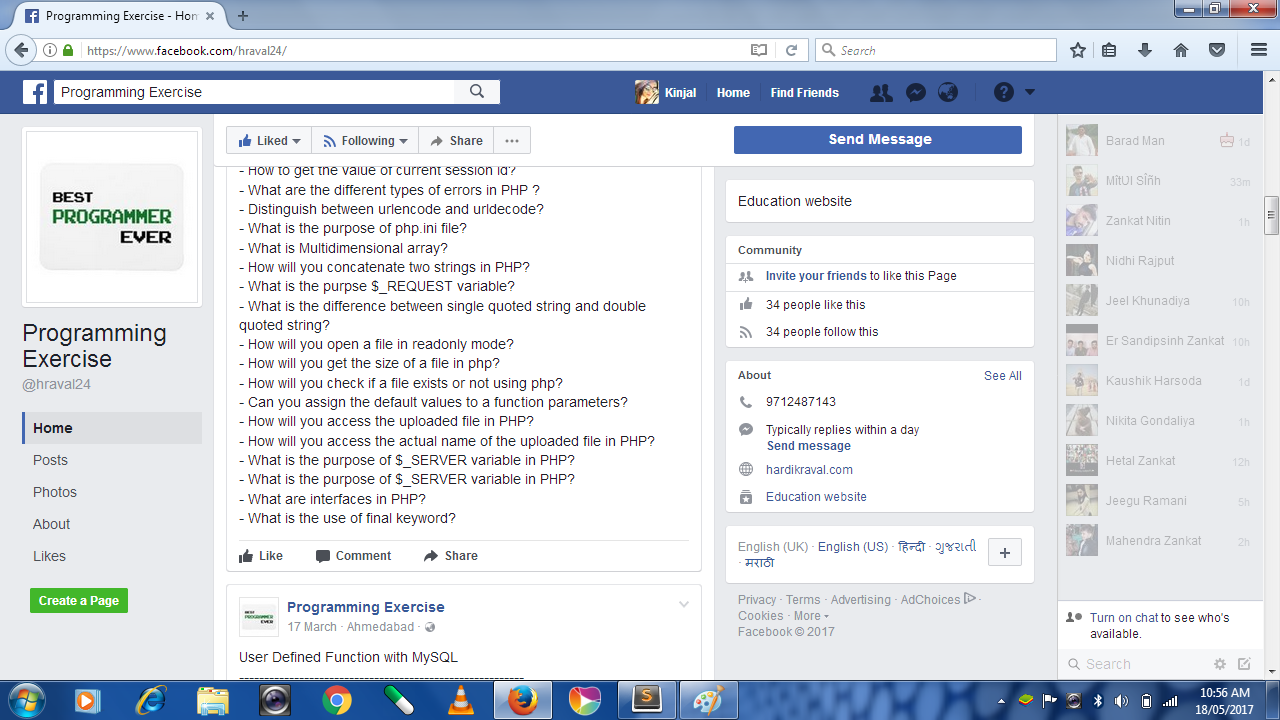 Programming Exercise - Hom
https://www.facebook.com/hraval24/
Search
Programming Exercise
Kinjal
Home
Find Friends
BEST
PROGRAMMER
EVER
Programming
Exercise
@hraval24
Home
Posts
Photos
About
Likes
Create a Page
Liked
Following
Share
Send Message
- How to get the value of current session id?
- What are the different types of errors in PHP ?
- Distinguish between urlencode and urldecode?
- What is the purpose of php.ini file?
- What is Multidimensional array?
- How will you concatenate two strings in PHP?
- What is the purpse $_REQUEST variable?
- What is the difference between single quoted string and double
quoted string?
- How will you open a file in readonly mode?
- How will you get the size of a file in php?
- How will you check if a file exists or not using php?
- Can you assign the default values to a function parameters?
- How will you access the uploaded file in PHP?
- How will you access the actual name of the uploaded file in PHP?
- What is the purpose of $_SERVER variable in PHP?
- What is the purpose of $_SERVER variable in PHP?
- What are interfaces in PHP?
- What is the use of final keyword?
Like
Comment
Share
Programming Exercise
17 March · Ahmedabad ·
User Defined Function with MySQL
Education website
Community
Invite your friends to like this Page
34 people like this
34 people follow this
About
See All
9712487143
Typically replies within a day
Send message
hardikraval.com
Education website
English (UK) · English (US) · हिन्दी · ગુજરાતી
· मराठी
Privacy · Terms · Advertising · AdChoices ·
Cookies · More
Facebook © 2017
Barad Man 1d
33m
Zankat Nitin 1h
Nidhi Rajput
Jeel Khunadiya 10h
Er Sandipsinh Zankat 10h
Kaushik Harsoda 1d
Nikita Gondaliya 1h
Hetal Zankat 12h
Jeegu Ramani 5h
Mahendra Zankat 2h
Turn on chat to see who's
available.
Search
10:56 AM
18/05/2017